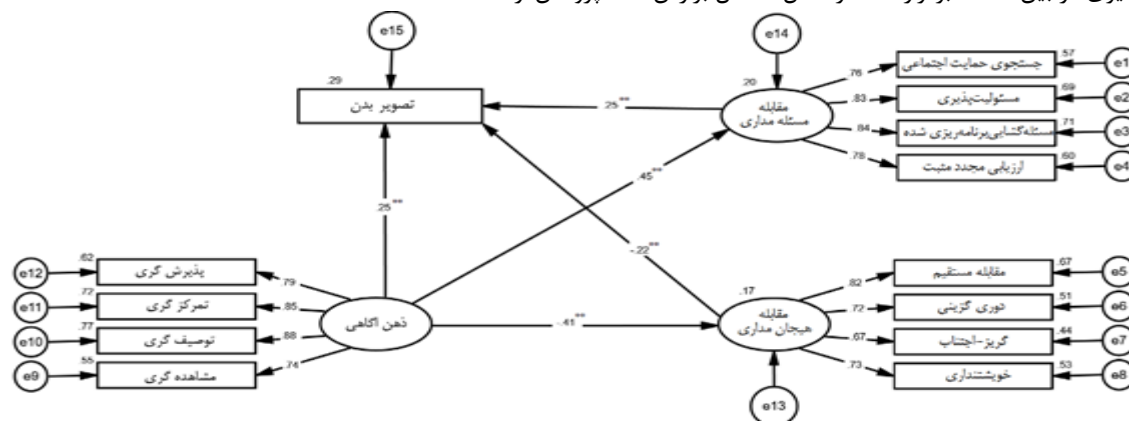 e15
e14
.29
تصویر بدن
.20
مقابله
مسئله مداری
.25**
.76
جستجوی حمایت اجتماعی
.57
e1
.83
مسئولیت‌پذیری
.69
e2
.84
مسئله‌گشایی‌برنامه‌ریزی شده
.71
e3
.78
ارزیابی مجدد مثبت
.60
e4
.45**
.25**
-.22**
e12
.62
پذیرش گری
.79
e11
.72
تمرکز گری
.85
e10
.77
توصیف گری
.88
e9
.55
مشاهده گری
.74
ذهن آگاهی
-.41**
.17
مقابله
هیجان مداری
.82
مقابله مستقیم
.67
e5
.72
دوری گزینی
.51
e6
.67
گریز-اجتناب
.44
e7
.73
خویشتنداری
.53
e8
e13